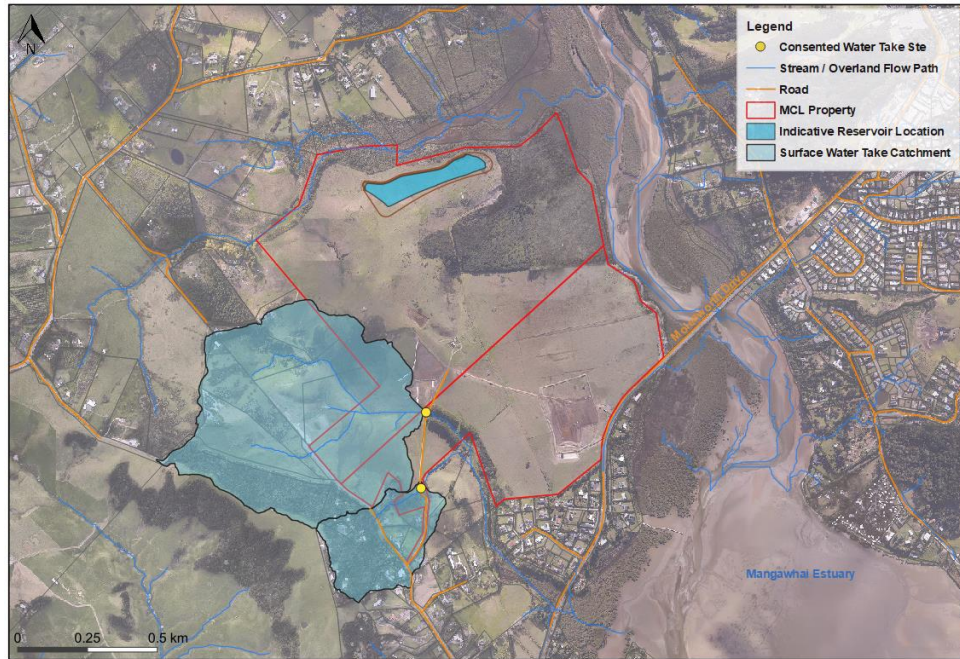 N
Legend
Consented Water Take Ste
Stream / Overland Flow Path
Road
MCL Property
Indicative Reservoir Location
Surface Water Take Catchment
Molesworth Drive
Mangawhai Estuary
0 0.25 0.5 km